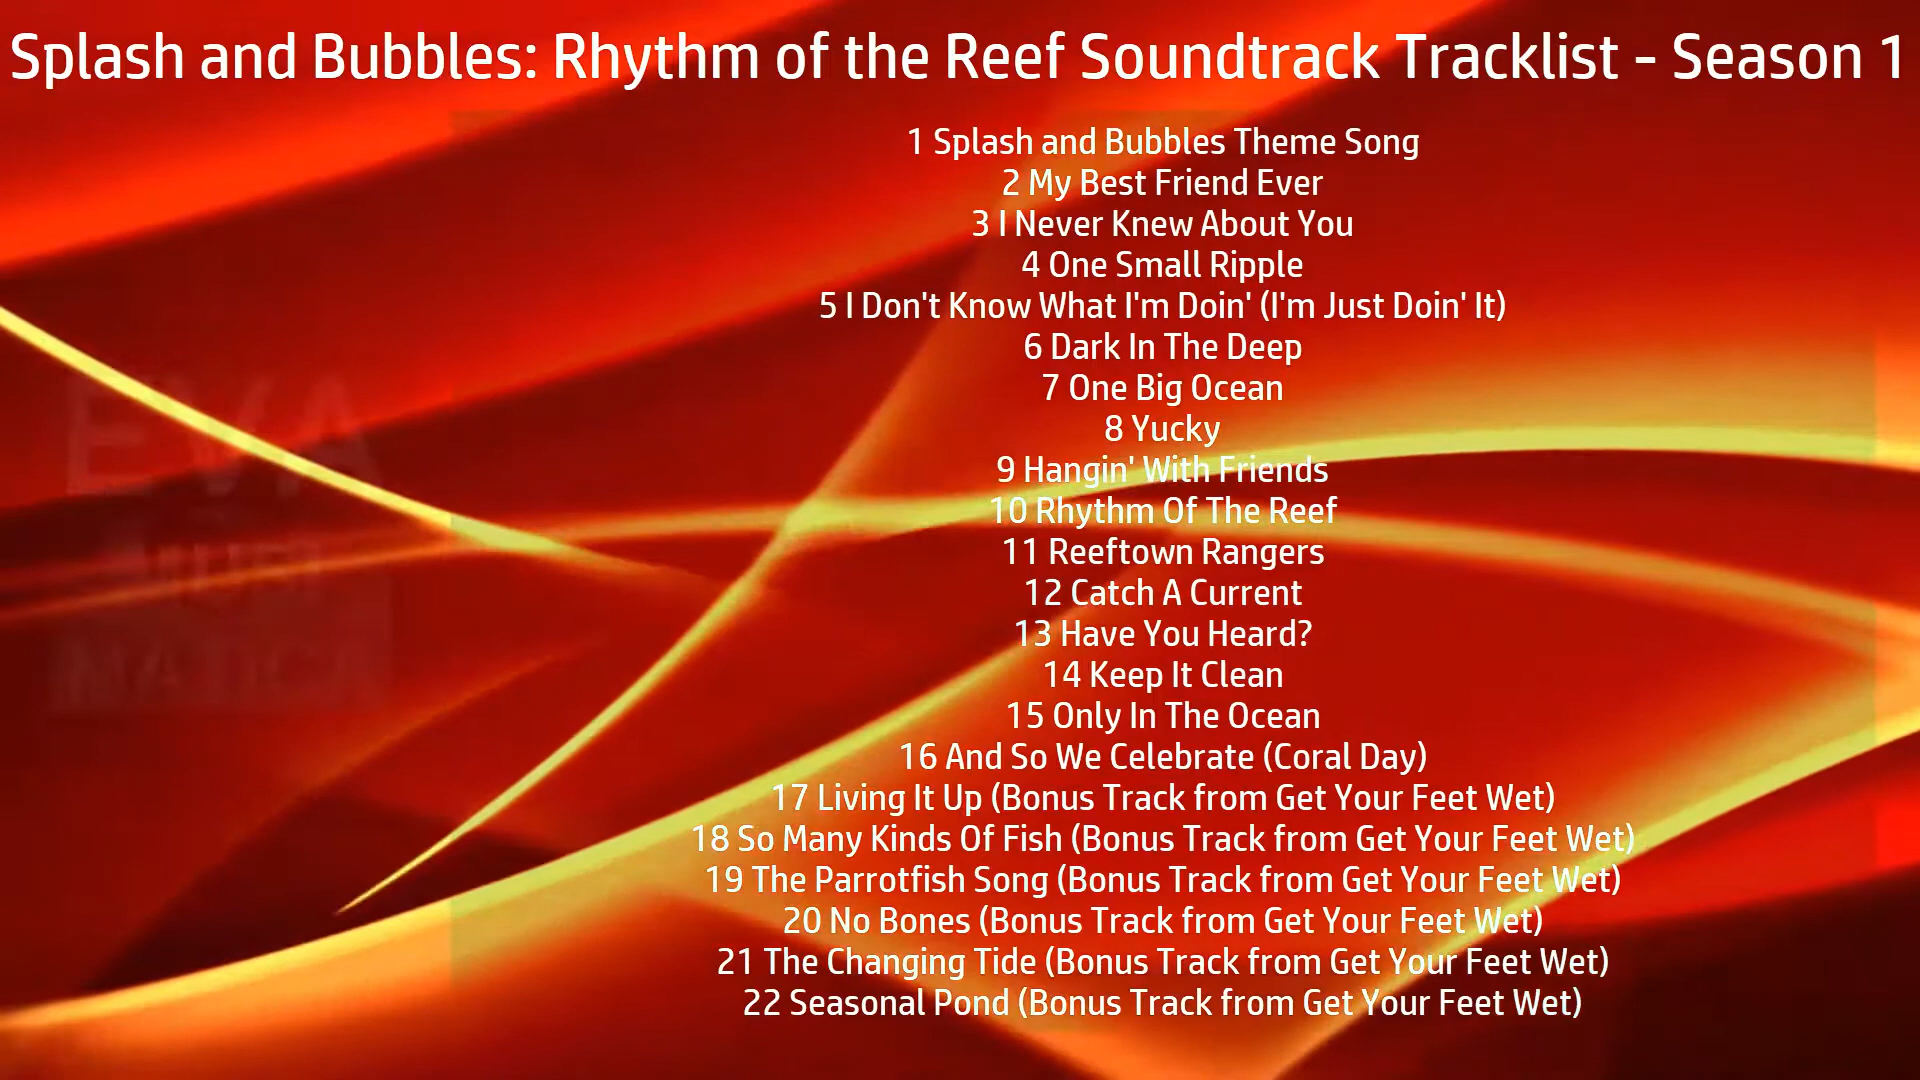 Splash and Bubbles: Rhythm of the Reef Soundtrack Tracklist - Season 1
1 Splash and Bubbles Theme Song
2 My Best Friend Ever
3 I Never Knew About You
4 One Small Ripple
5 I Don't Know What I'm Doin' (I'm Just Doin' It)
6 Dark In The Deep
7 One Big Ocean
8 Yucky
9 Hangin' With Friends
10 Rhythm Of The Reef
11 Reeftown Rangers
12 Catch A Current
13 Have You Heard?
14 Keep It Clean
15 Only In The Ocean
16 And So We Celebrate (Coral Day)
17 Living It Up (Bonus Track from Get Your Feet Wet)
18 So Many Kinds Of Fish (Bonus Track from Get Your Feet Wet)
19 The Parrotfish Song (Bonus Track from Get Your Feet Wet)
20 No Bones (Bonus Track from Get Your Feet Wet)
21 The Changing Tide (Bonus Track from Get Your Feet Wet)
22 Seasonal Pond (Bonus Track from Get Your Feet Wet)